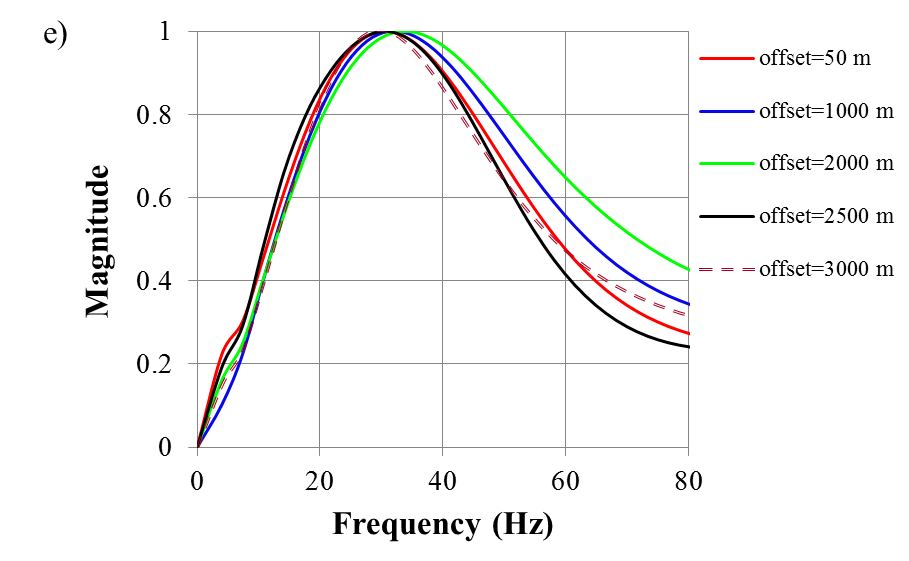 e)
1
0.8
0.6
0.4
0.2
0
Magnitude
0 20 40 60 80
Frequency (Hz)
offset=50 m
offset=1000 m
offset=2000 m
offset=2500 m
offset=3000 m